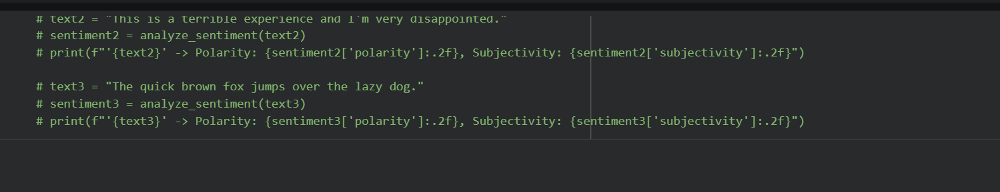 # text2 = "This is a terrible experience and I'm very disappointed."
# sentiment2 = analyze_sentiment(text2)
# print(f"'{text2}' -> Polarity: {sentiment2['polarity']:.2f}, Subjectivity: {sentiment2['subjectivity']:.2f}")
# text3 = "The quick brown fox jumps over the lazy dog."
# sentiment3 = analyze_sentiment(text3)
# print(f"'{text3}' -> Polarity: {sentiment3['polarity']:.2f}, Subjectivity: {sentiment3['subjectivity']:.2f}")